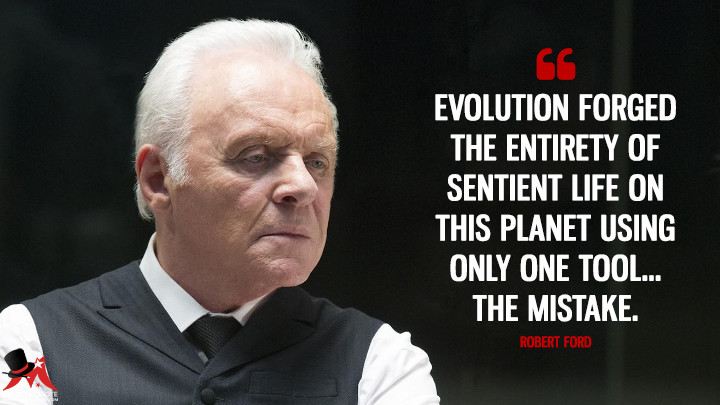 ❝
EVOLUTION FORGED
THE ENTIRETY OF
SENTIENT LIFE ON
THIS PLANET USING
ONLY ONE TOOL...
THE MISTAKE.
ROBERT FORD